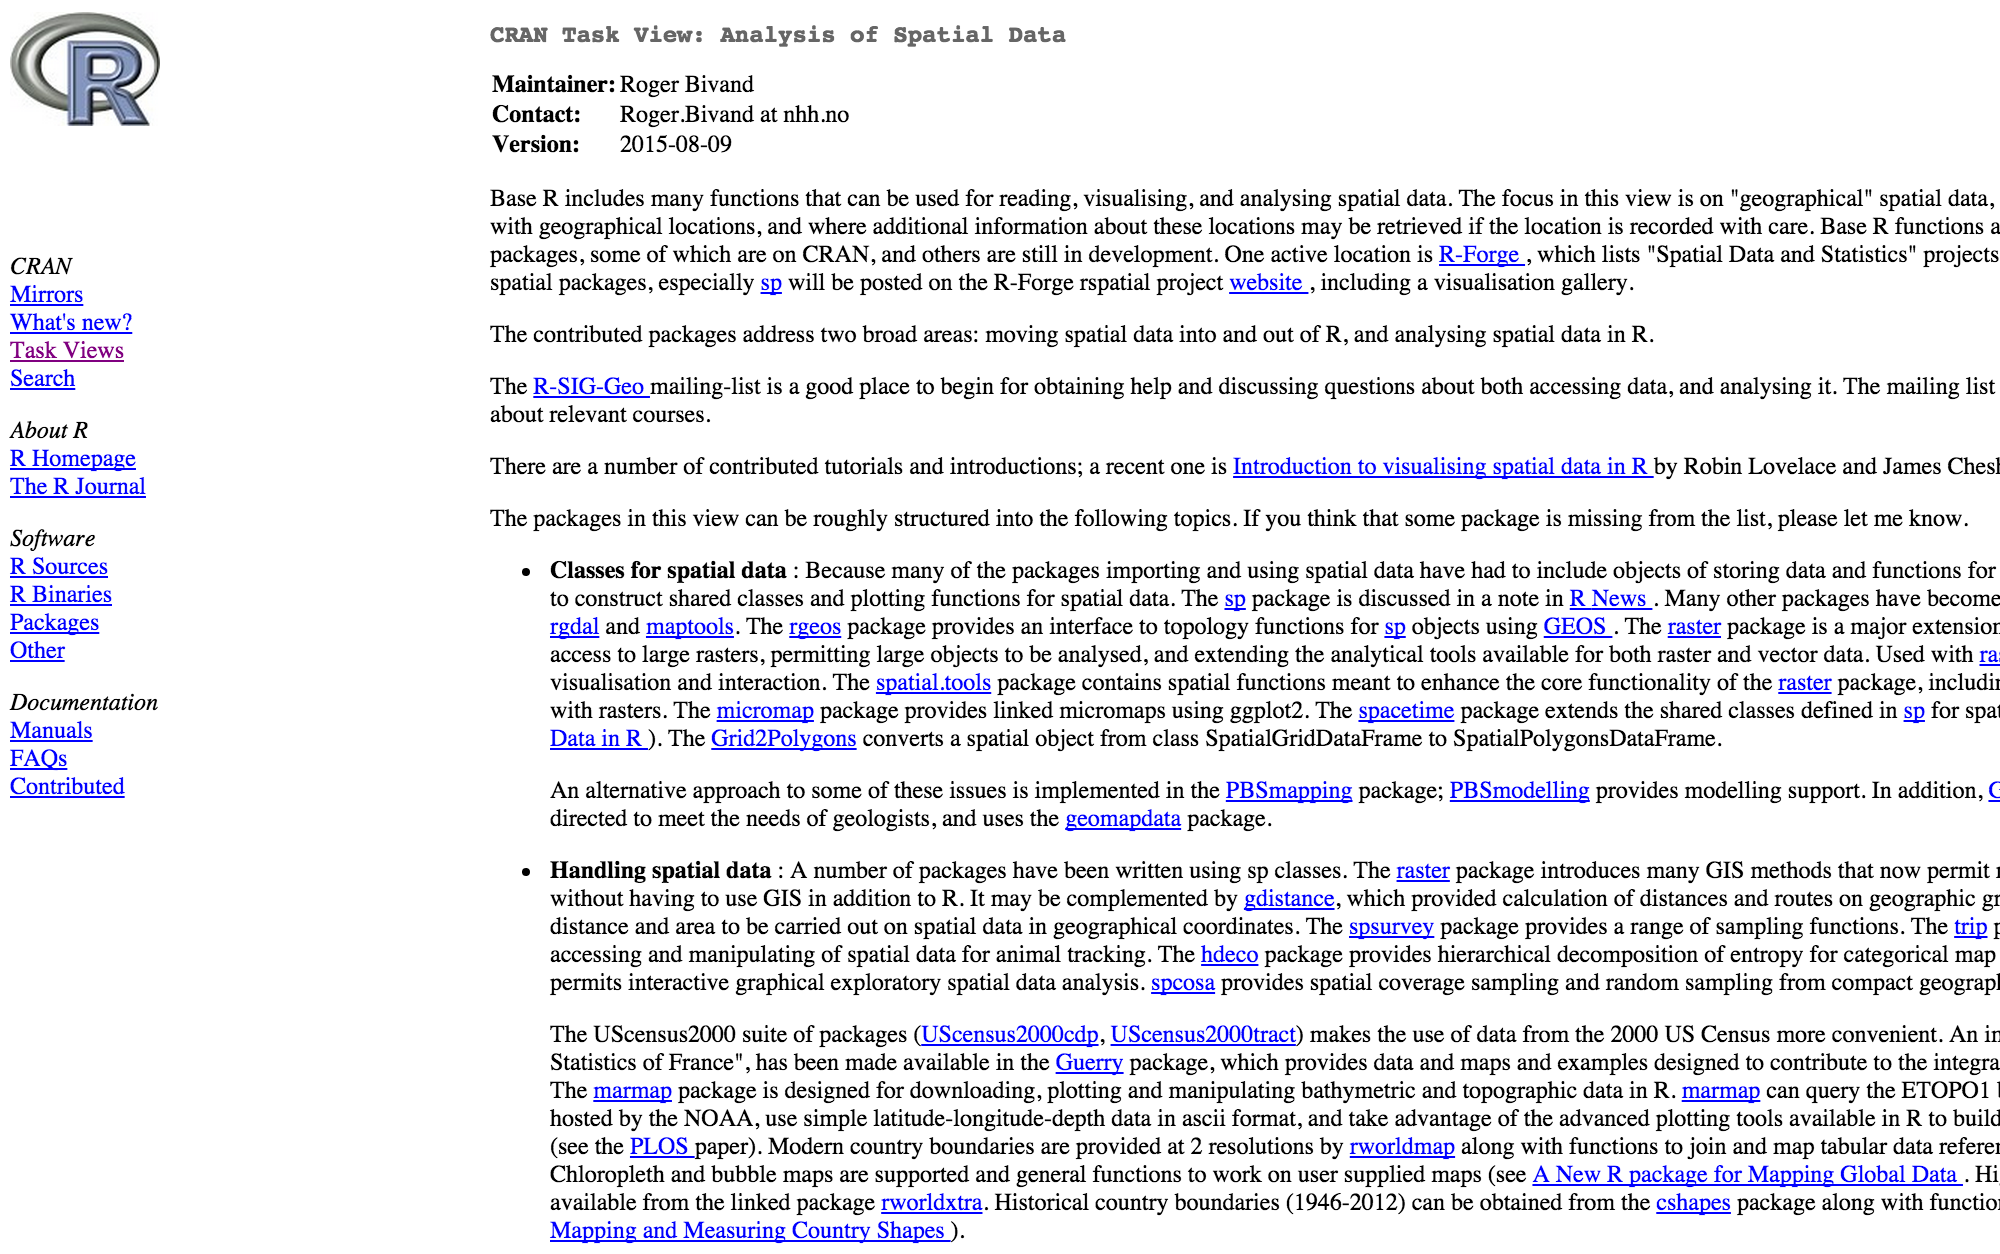 R
CRAN
Mirrors
What's new?
Task Views
Search
About R
R Homepage
The R Journal
Software
R Sources
R Binaries
Packages
Other
Documentation
Manuals
FAQs
Contributed
CRAN Task View: Analysis of Spatial Data
Maintainer: Roger Bivand
Contact: Roger.Bivand at nhh.no
Version: 2015-08-09
Base R includes many functions that can be used for reading, visualising, and analysing spatial data. The focus in this view is on "geographical" spatial data,
with geographical locations, and where additional information about these locations may be retrieved if the location is recorded with care. Base R functions
packages, some of which are on CRAN, and others are still in development. One active location is R-Forge , which lists "Spatial Data and Statistics" projects
spatial packages, especially sp will be posted on the R-Forge rspatial project website , including a visualisation gallery.
The contributed packages address two broad areas: moving spatial data into and out of R, and analysing spatial data in R.
The R-SIG-Geo mailing-list is a good place to begin for obtaining help and discussing questions about both accessing data, and analysing it. The mailing list
about relevant courses.
There are a number of contributed tutorials and introductions; a recent one is Introduction to visualising spatial data in R by Robin Lovelace and James
The packages in this view can be roughly structured into the following topics. If you think that some package is missing from the list, please let me know.
• Classes for spatial data : Because many of the packages importing and using spatial data have had to include objects of storing data and functions for
to construct shared classes and plotting functions for spatial data. The sp package is discussed in a note in R News . Many other packages have become
rgdal and maptools. The rgeos package provides an interface to topology functions for sp objects using GEOS . The raster package is a major extension
access to large rasters, permitting large objects to be analysed, and extending the analytical tools available for both raster and vector data. Used with
visualisation and interaction. The spatial.tools package contains spatial functions meant to enhance the core functionality of the raster package,
with rasters. The micromap package provides linked micromaps using ggplot2. The spacetime package extends the shared classes defined in sp for
Data in R ). The Grid2Polygons converts a spatial object from class SpatialGridDataFrame to SpatialPolygonsDataFrame.
An alternative approach to some of these issues is implemented in the PBSmapping package; PBSmodelling provides modelling support. In addition,
directed to meet the needs of geologists, and uses the geomapdata package.
• Handling spatial data : A number of packages have been written using sp classes. The raster package introduces many GIS methods that now permit
without having to use GIS in addition to R. It may be complemented by gdistance, which provided calculation of distances and routes on geographic
distance and area to be carried out on spatial data in geographical coordinates. The spsurvey package provides a range of sampling functions. The trip
accessing and manipulating of spatial data for animal tracking. The hdeco package provides hierarchical decomposition of entropy for categorical map
permits interactive graphical exploratory spatial data analysis. spcosa provides spatial coverage sampling and random sampling from compact
The UScensus2000 suite of packages (UScensus2000cdp, UScensus2000tract) makes the use of data from the 2000 US Census more convenient. An
Statistics of France", has been made available in the Guerry package, which provides data and maps and examples designed to contribute to the
The marmap package is designed for downloading, plotting and manipulating bathymetric and topographic data in R. marmap can query the ETOPO1
hosted by the NOAA, use simple latitude-longitude-depth data in ascii format, and take advantage of the advanced plotting tools available in R to build
(see the PLOS paper). Modern country boundaries are provided at 2 resolutions by rworldmap along with functions to join and map tabular data
Chloropleth and bubble maps are supported and general functions to work on user supplied maps (see A New R package for Mapping Global Data .
available from the linked package rworldxtra. Historical country boundaries (1946-2012) can be obtained from the cshapes package along with
Mapping and Measuring Country Shapes ).